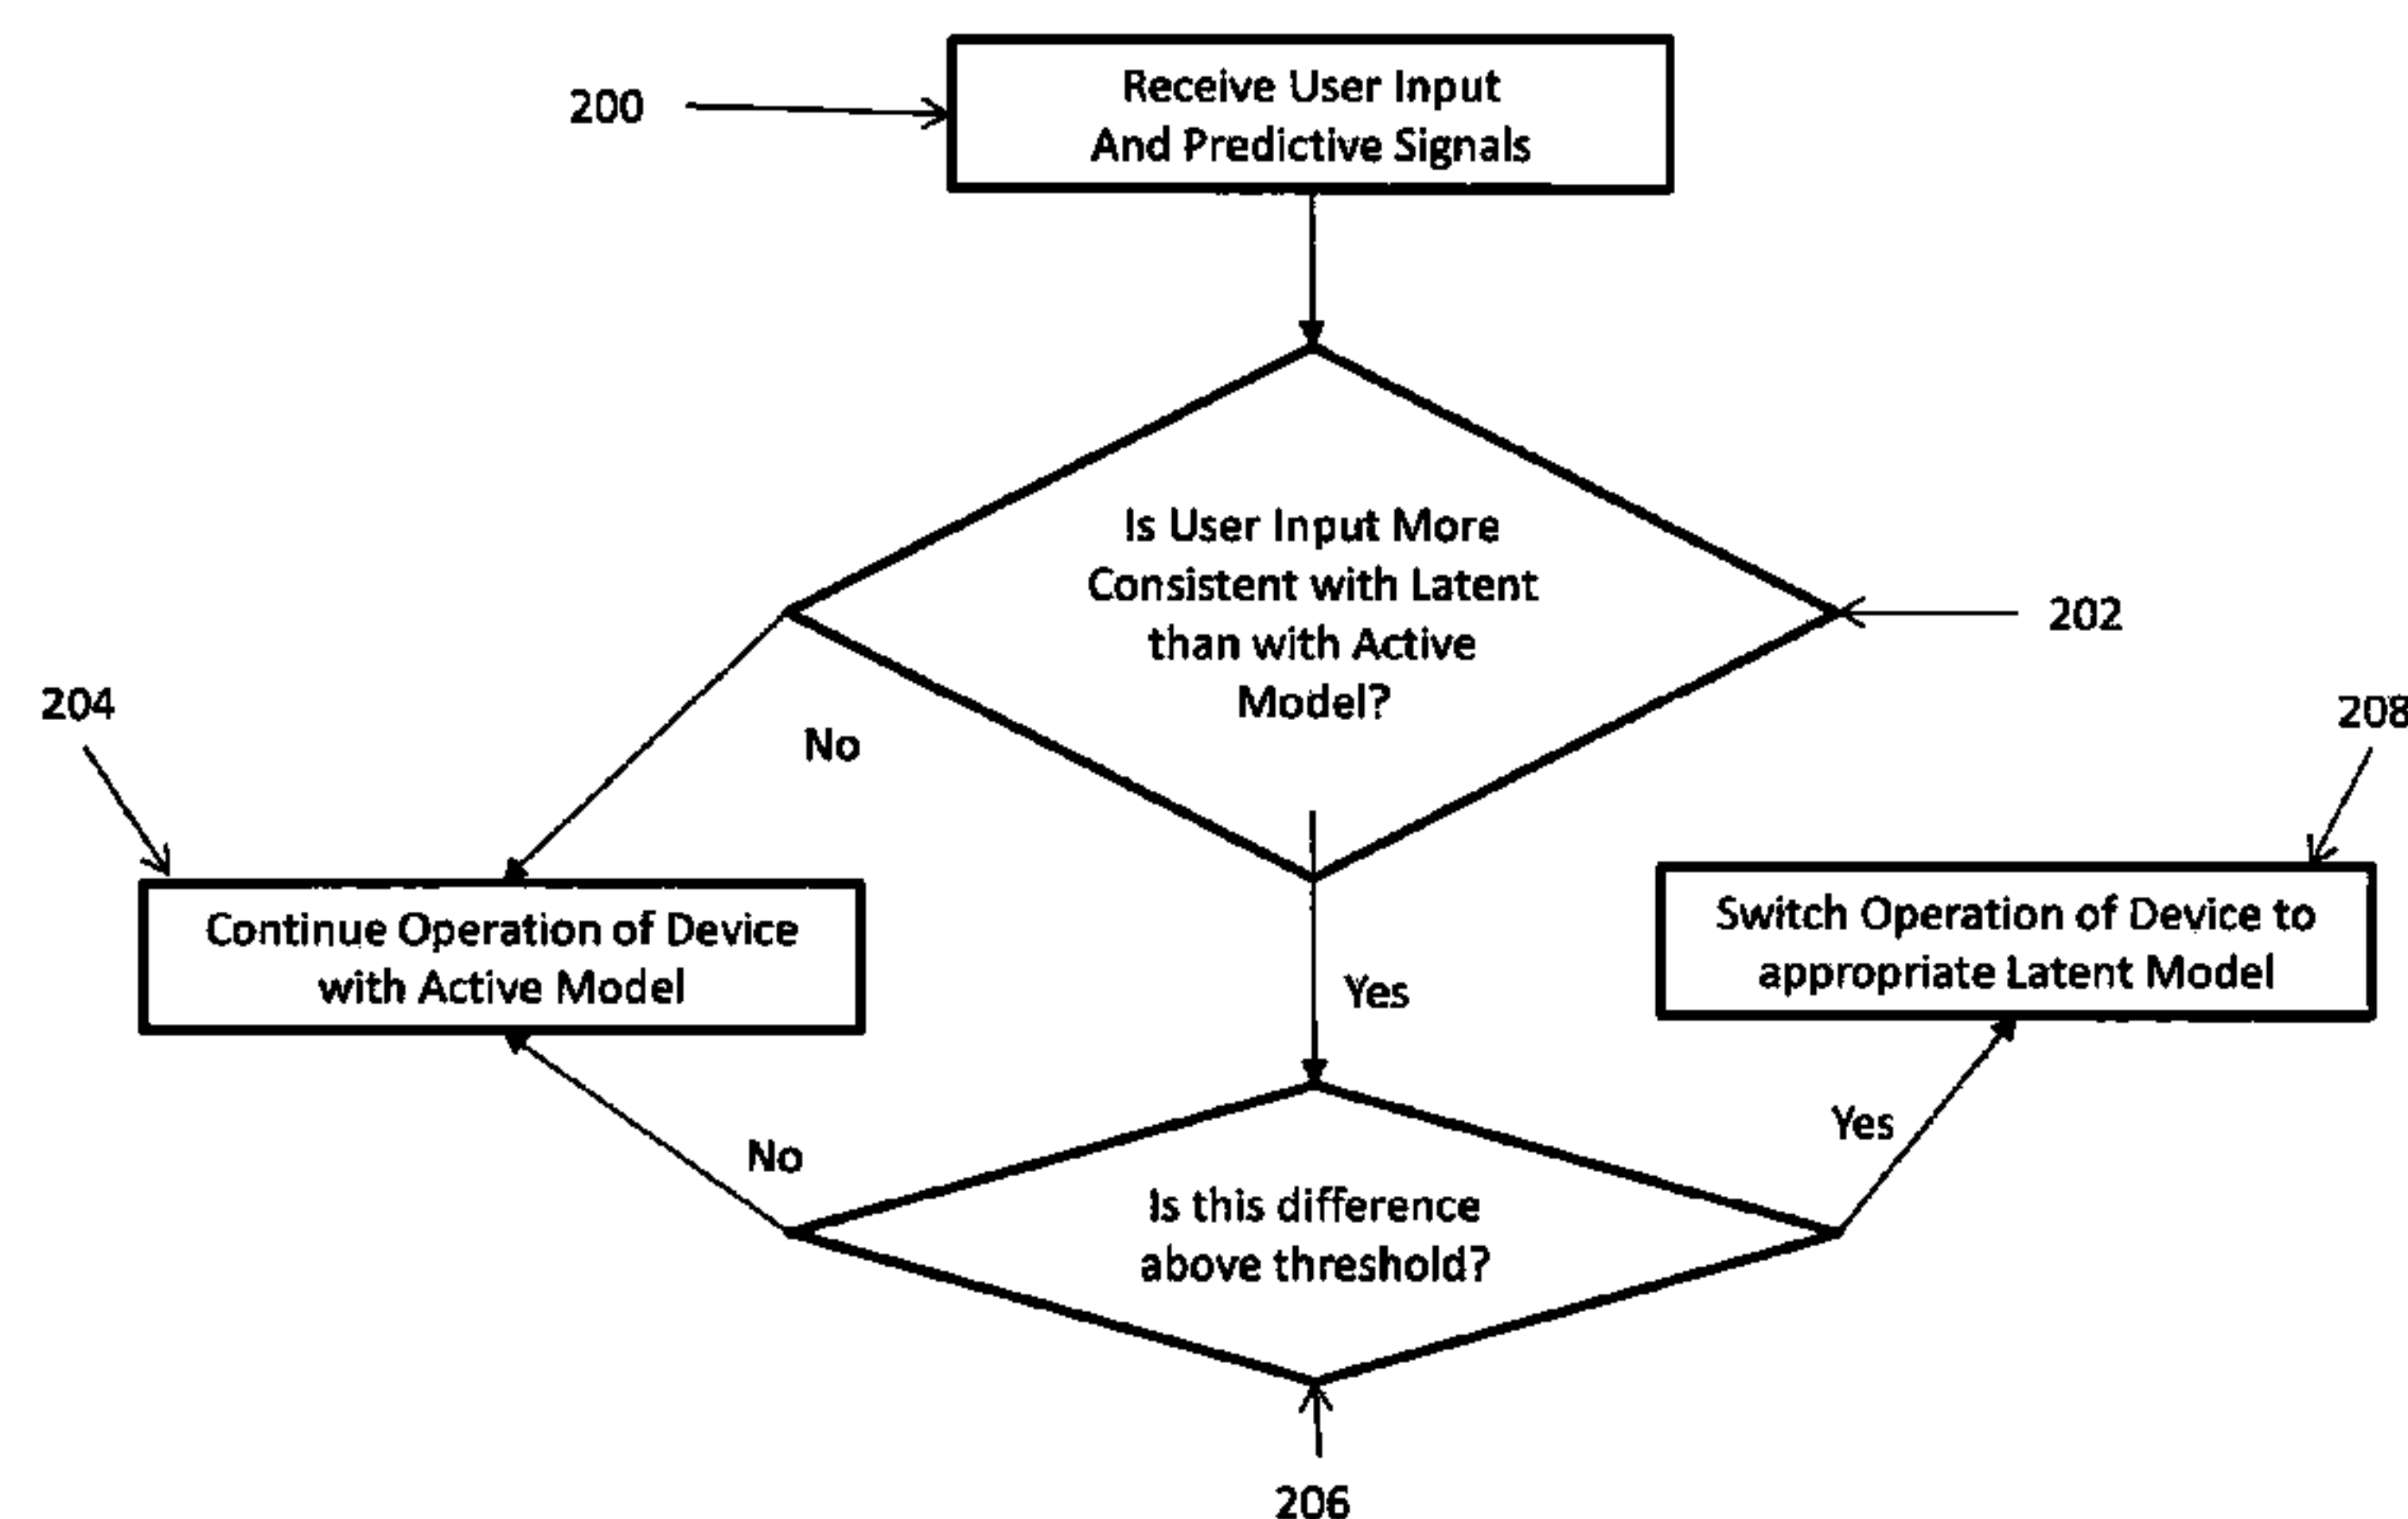 200
Receive User Input
And Predictive Signals
Is User Input More
Consistent with Latent
than with Active
Model?
202
204
No
208
Continue Operation of Device
with Active Model
Yes
Switch Operation of Device to
appropriate Latent Model
No
Yes
Is this difference
above threshold?
206